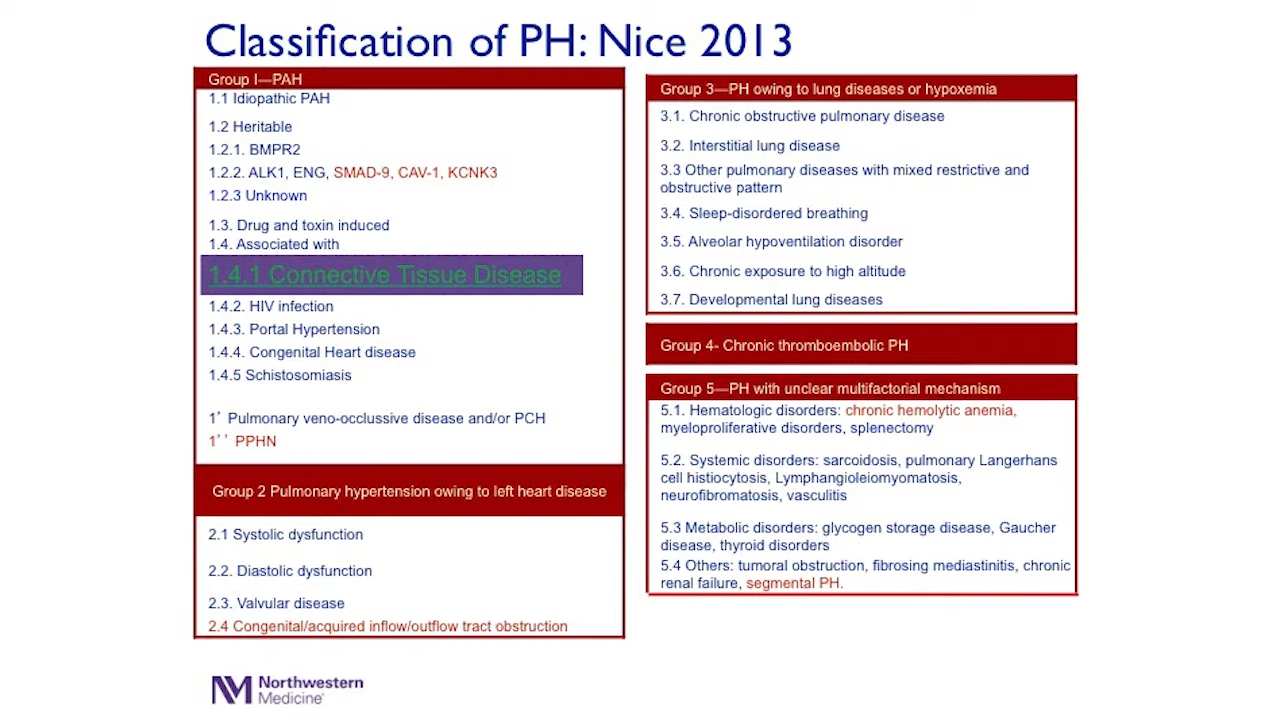 Classification of PH: Nice 2013
Group I—PAH
1.1 Idiopathic PAH
1.2 Heritable
1.2.1. BMPR2
1.2.2. ALK1, ENG, SMAD-9, CAV-1, KCNK3
1.2.3 Unknown
1.3. Drug and toxin induced
1.4. Associated with
1.4.1 Connective Tissue Disease
1.4.2. HIV infection
1.4.3. Portal Hypertension
1.4.4. Congenital Heart disease
1.4.5 Schistosomiasis
1’ Pulmonary veno-occlussive disease and/or PCH
1’’ PPHN
Group 2 Pulmonary hypertension owing to left heart disease
2.1 Systolic dysfunction
2.2. Diastolic dysfunction
2.3. Valvular disease
2.4 Congenital/acquired inflow/outflow tract obstruction
Group 3—PH owing to lung diseases or hypoxemia
3.1. Chronic obstructive pulmonary disease
3.2. Interstitial lung disease
3.3 Other pulmonary diseases with mixed restrictive and
obstructive pattern
3.4. Sleep-disordered breathing
3.5. Alveolar hypoventilation disorder
3.6. Chronic exposure to high altitude
3.7. Developmental lung diseases
Group 4- Chronic thromboembolic PH
Group 5—PH with unclear multifactorial mechanism
5.1. Hematologic disorders: chronic hemolytic anemia,
myeloproliferative disorders, splenectomy
5.2. Systemic disorders: sarcoidosis, pulmonary Langerhans
cell histiocytosis, Lymphangioleiomyomatosis,
neurofibromatosis, vasculitis
5.3 Metabolic disorders: glycogen storage disease, Gaucher
disease, thyroid disorders
5.4 Others: tumoral obstruction, fibrosing mediastinitis, chronic
renal failure, segmental PH.
Northwestern
Medicine®